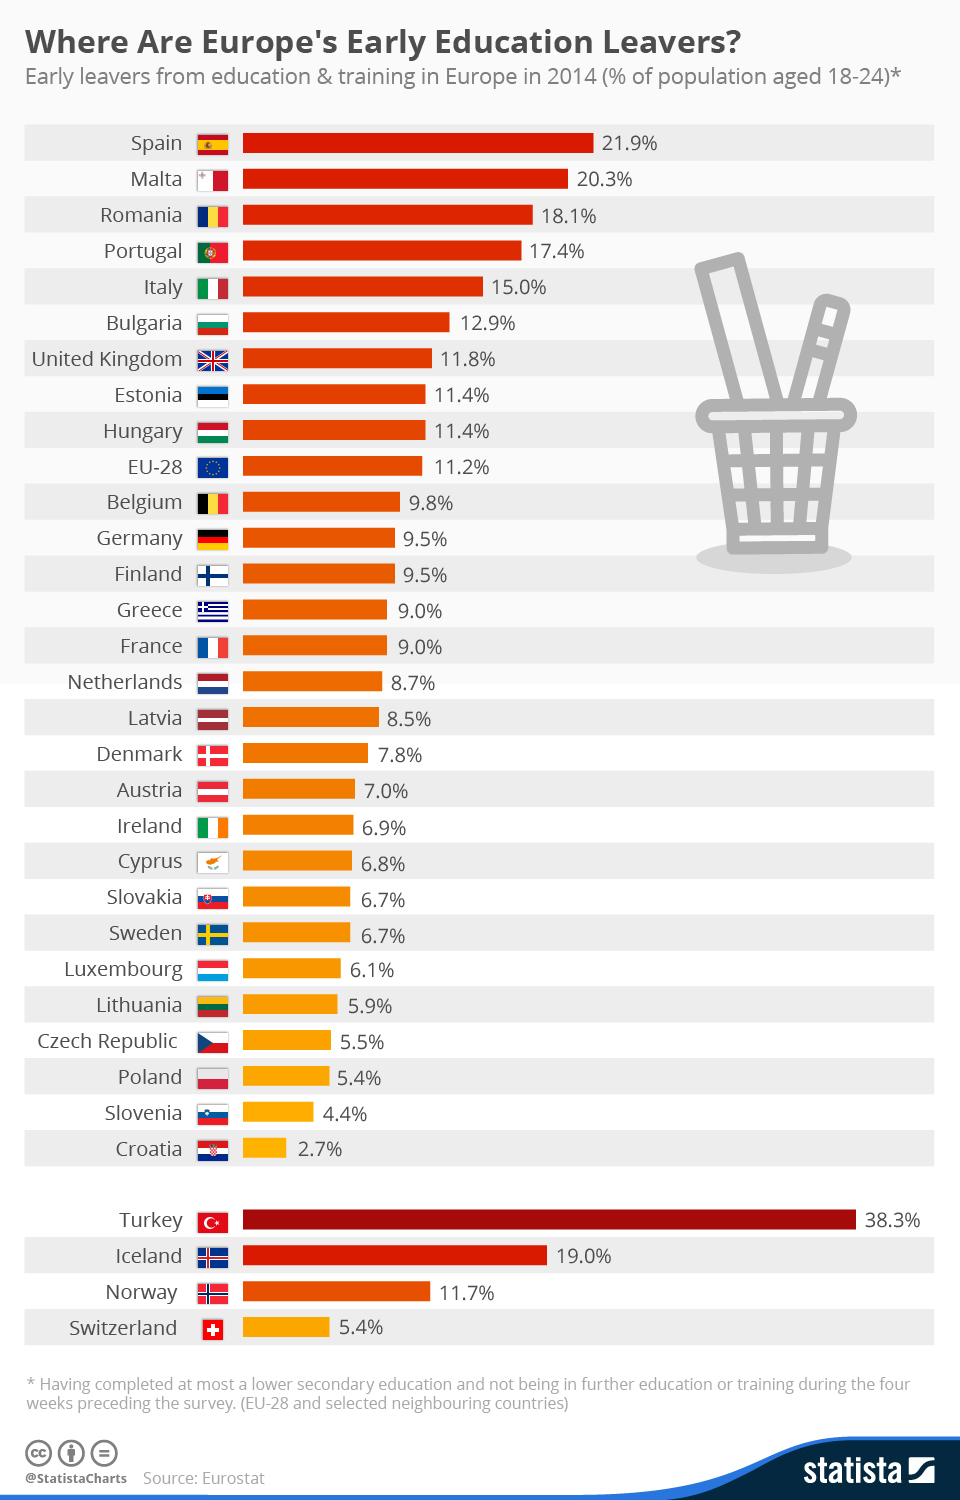 Where Are Europe's Early Education Leavers?
Early leavers from education & training in Europe in 2014 (% of population aged 18-24)*
Spain 21.9%
Malta 20.3%
Romania 18.1%
Portugal 17.4%
Italy 15.0%
Bulgaria 12.9%
United Kingdom 11.8%
Estonia 11.4%
Hungary 11.4%
EU-28 11.2%
Belgium 9.8%
Germany 9.5%
Finland 9.5%
Greece 9.0%
France 9.0%
Netherlands 8.7%
Latvia 8.5%
Denmark 7.8%
Austria 7.0%
Ireland 6.9%
Cyprus 6.8%
Slovakia 6.7%
Sweden 6.7%
Luxembourg 6.1%
Lithuania 5.9%
Czech Republic 5.5%
Poland 5.4%
Slovenia 4.4%
Croatia 2.7%
Turkey 38.3%
Iceland 19.0%
Norway 11.7%
Switzerland 5.4%
* Having completed at most a lower secondary education and not being in further education or training during the four
weeks preceding the survey. (EU-28 and selected neighbouring countries)
cc
@StatistaCharts Source: Eurostat
statista